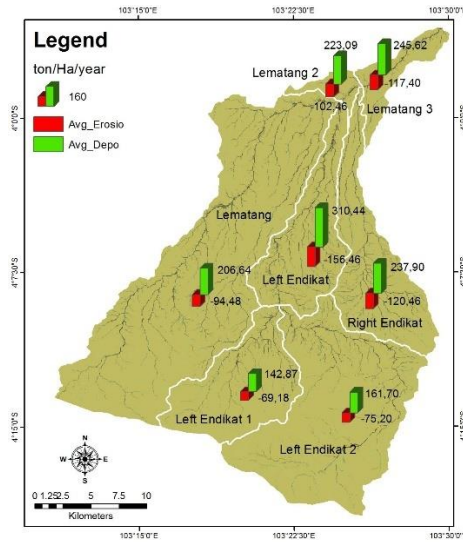 103°15'0"E 103°22'30"E 103°30'0"E
Legend
ton/Ha/year
160
Avg_Erosio
Avg_Depo
223,09
245,62
Lematang 2
-102,46
-117,40
Lematang 3
4°0'0"S
310,44
Lematang
-156,46
206,64
-94,48
Left Endikat
237,90
-120,46
Right Endikat
4°7'30"S
142,87
-69,18
161,70
-75,20
Left Endikat 1
Left Endikat 2
4°15'0"S
N
W E
S
0 1.252.5 5 7.5 10
Kilometers
103°15'0"E 103°22'30"E 103°30'0"E